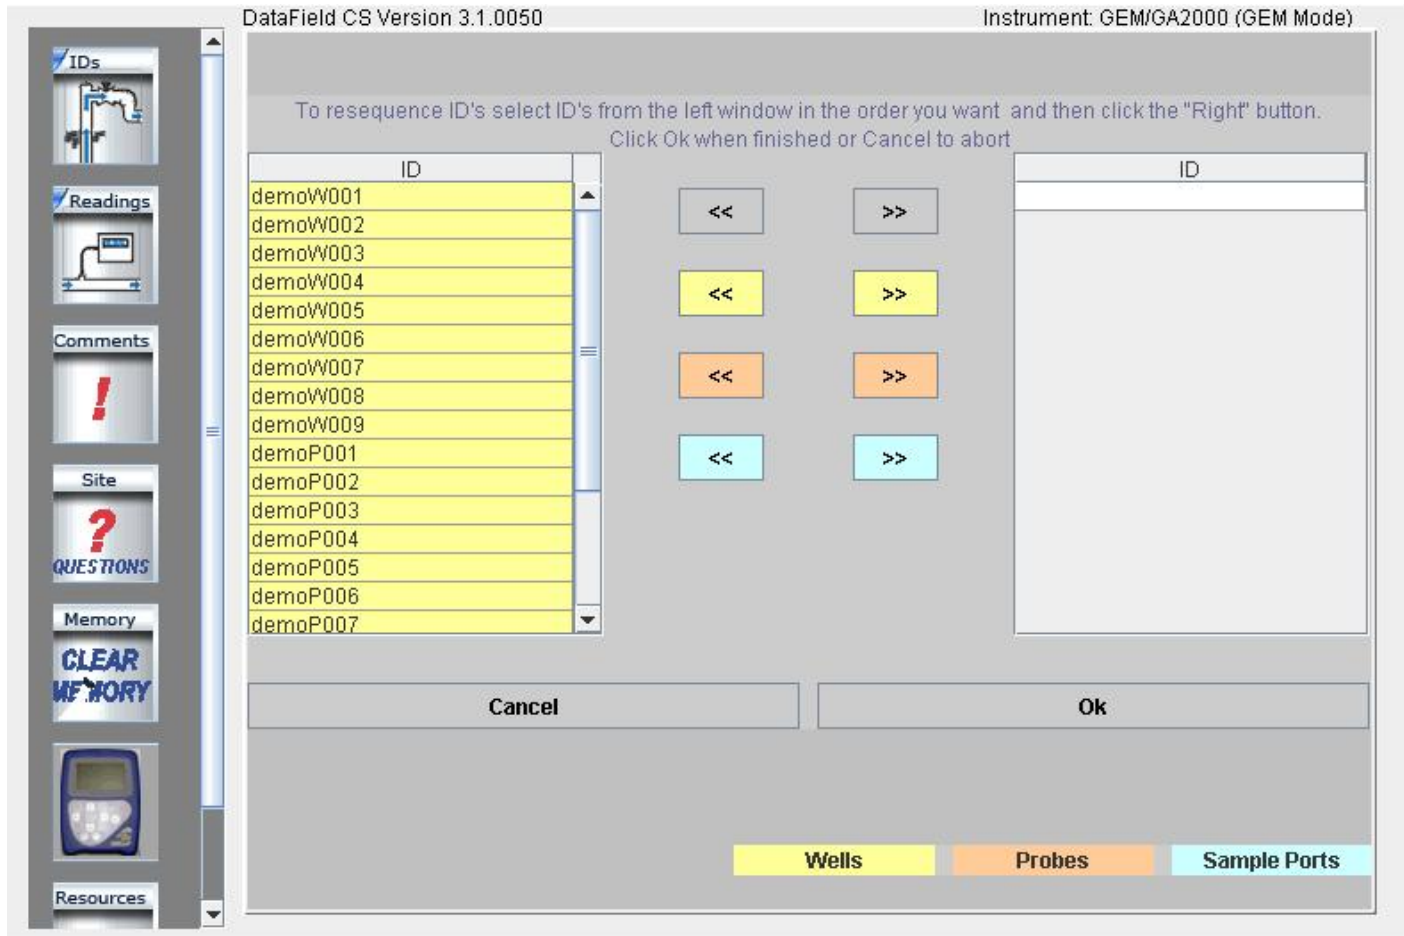 DataField CS Version 3.1.0050
Instrument: GEM/GA2000 (GEM Mode)
IDs
Readings
Comments
!
Site
?
QUESTIONS
Memory
CLEAR
MEMORY
Resources
To resequence ID's select ID's from the left window in the order you want and then click the "Right" button.
Click Ok when finished or Cancel to abort
ID
demoW001
demoW002
demoW003
demoW004
demoW005
demoW006
demoW007
demoW008
demoW009
demoP001
demoP002
demoP003
demoP004
demoP005
demoP006
demoP007
<< >>
<< >>
<< >>
<< >>
ID
Cancel
Ok
Wells
Probes
Sample Ports